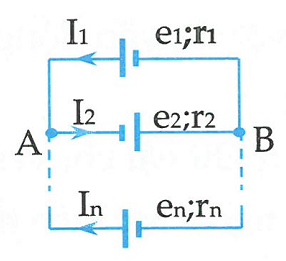 I1 e1;r1
I2 e2;r2
A B
In en;rn